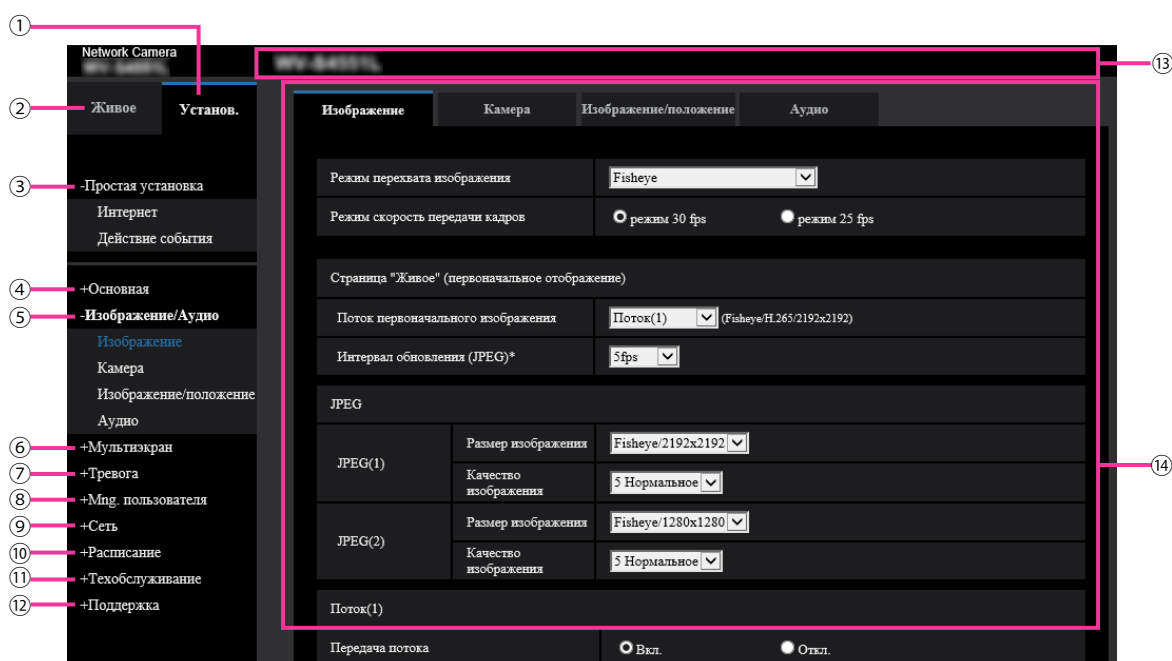 ①
Network Camera
⑬
② Живое Установ.
Изображение Камера Изображение/положение Аудио
③ -Простая установка
Интернет
Действие события
④ +Основная
⑤ -Изображение/Аудио
Изображение
Камера
Изображение/положение
Аудио
⑥ +Мультиэкран
⑦ +Тревога
⑧ +Mng. пользователя
⑨ +Сеть
⑩ +Расписание
⑪ +Техобслуживание
⑫ +Поддержка
Режим перехвата изображения Fisheye
Режим скорость передачи кадров режим 30 fps режим 25 fps
Страница "Живое" (первоначальное отображение)
Поток первоначального изображения Поток(1) (Fisheye/H.265/2192x2192)
Интервал обновления (JPEG)* 5fps
JPEG
JPEG(1) Размер изображения Fisheye/2192x2192
Качество изображения 5 Нормальное
⑭
JPEG(2) Размер изображения Fisheye/1280x1280
Качество изображения 5 Нормальное
Поток(1)
Передача потока Вкл. Откл.